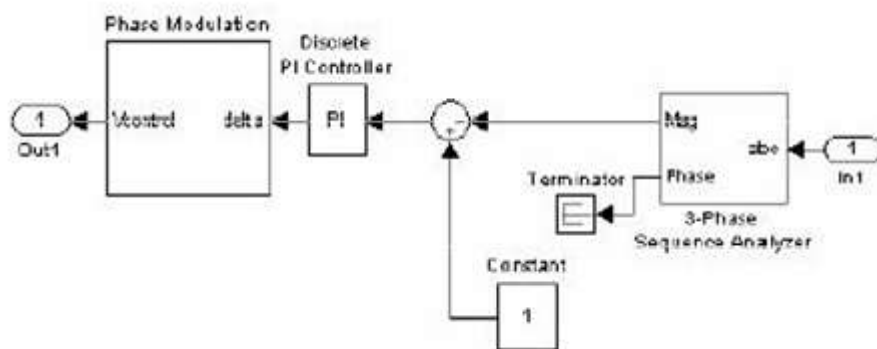 Phase Modulation
Discrete
PI Controller
1
Out1
Vcontrol
delta
PI
-
+
Mag
abc
Phase
1
In1
Terminator
3-Phase
Sequence Analyzer
Constant
1